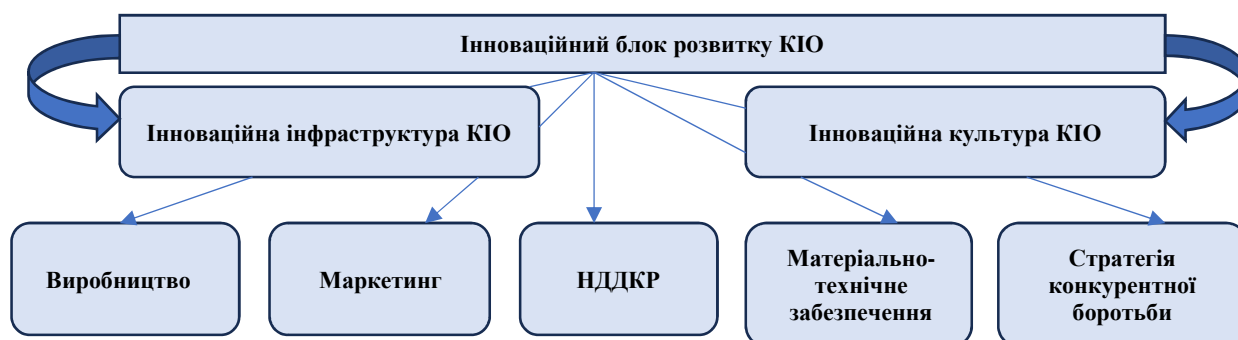 Інноваційний блок розвитку КІО
Інноваційна інфраструктура КІО
Інноваційна культура КІО
Виробництво
Маркетинг
НДДКР
Матеріально-
технічне
забезпечення
Стратегія
конкурентної
боротьби